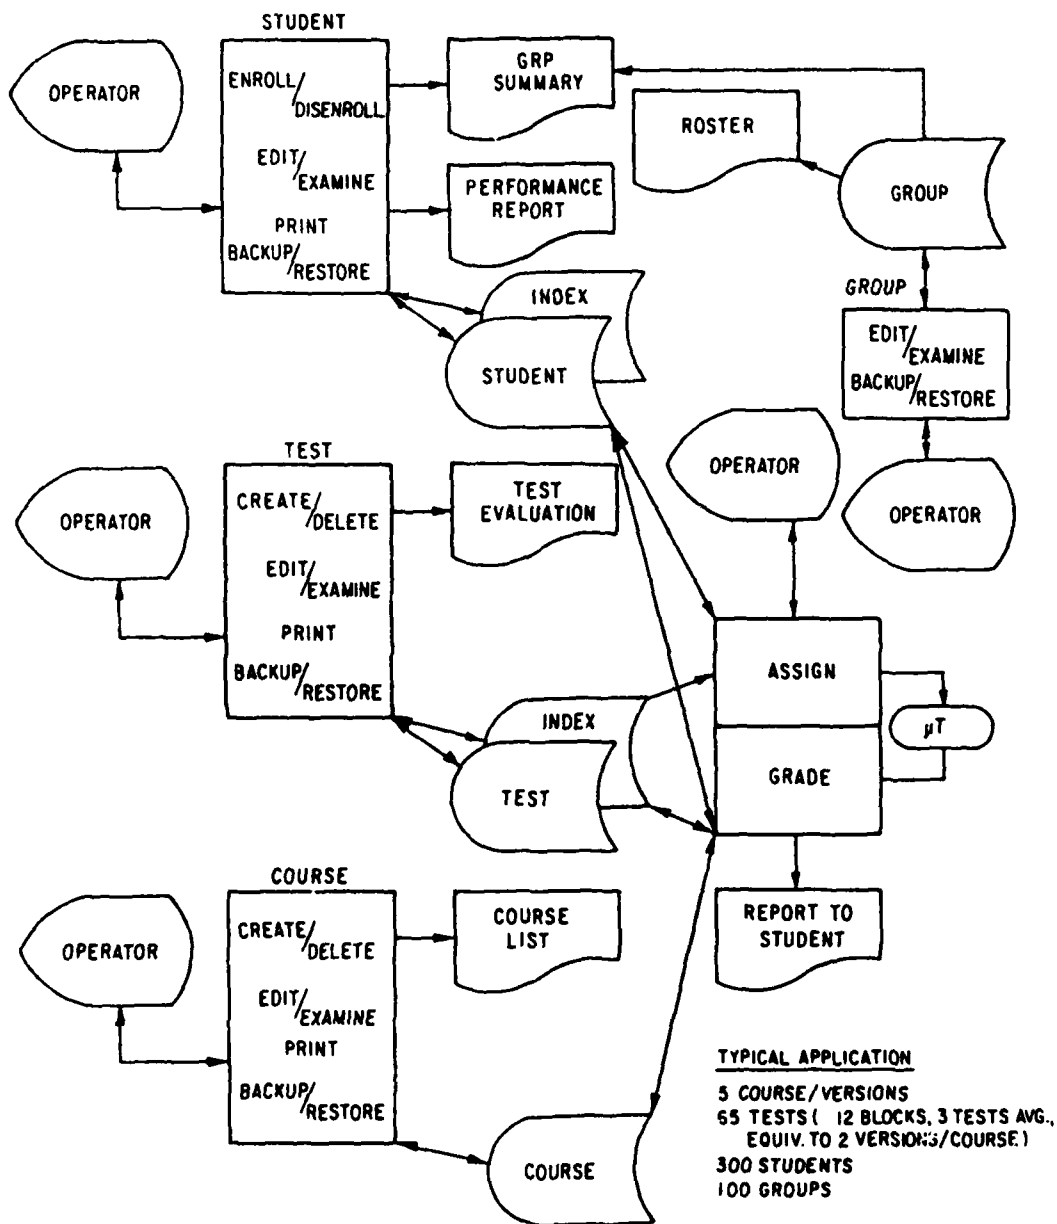 STUDENT
OPERATOR
ENROLL/
DISENROLL
EDIT/
EXAMINE
PRINT
BACKUP/
RESTORE
GRP
SUMMARY
PERFORMANCE
REPORT
ROSTER
GROUP
INDEX
STUDENT
GROUP
EDIT/
EXAMINE
BACKUP/
RESTORE
OPERATOR
OPERATOR
TEST
OPERATOR
CREATE/
DELETE
EDIT/
EXAMINE
PRINT
BACKUP/
RESTORE
TEST
EVALUATION
INDEX
TEST
ASSIGN
GRADE
µT
REPORT TO
STUDENT
COURSE
OPERATOR
CREATE/
DELETE
EDIT/
EXAMINE
PRINT
BACKUP/
RESTORE
COURSE
LIST
COURSE
TYPICAL APPLICATION
5 COURSE/VERSIONS
65 TESTS ( 12 BLOCKS, 3 TESTS AVG.,
EQUIV. TO 2 VERSIONS/COURSE)
300 STUDENTS
100 GROUPS